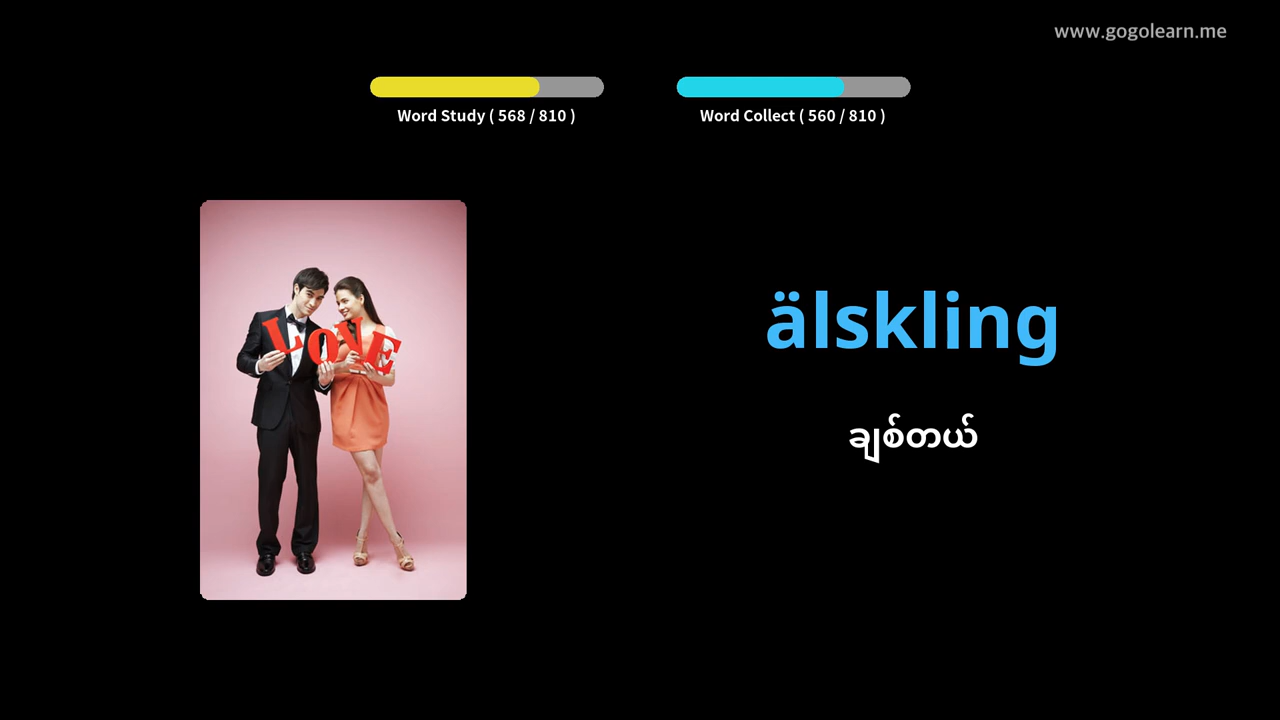 www.gogolearn.me
Word Study ( 568 / 810 )
Word Collect ( 560 / 810 )
LOVE
älskling
ချစ်တယ်